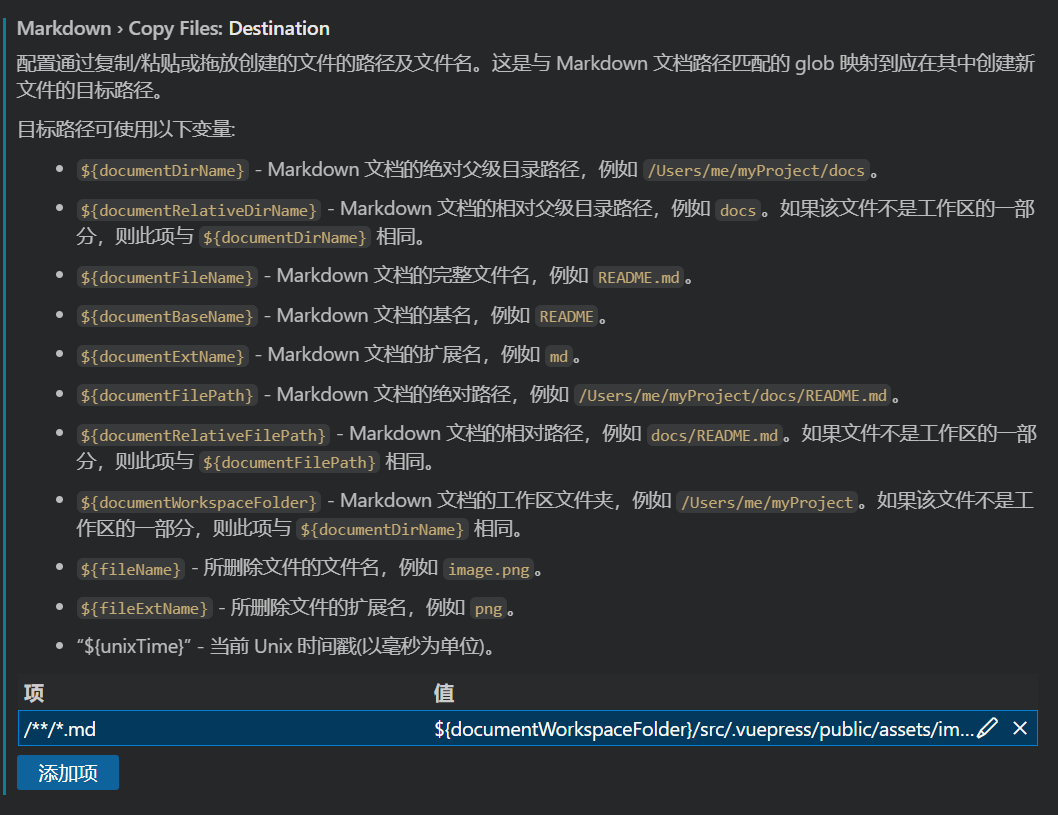 Markdown › Copy Files: Destination
配置通过复制/粘贴或拖放创建的文件的路径及文件名。这是与 Markdown 文档路径匹配的 glob 映射到应在其中创建新
文件的目标路径。
目标路径可使用以下变量:
• ${documentDirName} - Markdown 文档的绝对父级目录路径，例如 /Users/me/myProject/docs 。
• ${documentRelativeDirName} - Markdown 文档的相对父级目录路径，例如 docs 。如果该文件不是工作区的一部
分，则此项与 ${documentDirName} 相同。
• ${documentFileName} - Markdown 文档的完整文件名，例如 README.md 。
• ${documentBaseName} - Markdown 文档的基名，例如 README 。
• ${documentExtName} - Markdown 文档的扩展名，例如 md 。
• ${documentFilePath} - Markdown 文档的绝对路径，例如 /Users/me/myProject/docs/README.md 。
• ${documentRelativeFilePath} - Markdown 文档的相对路径，例如 docs/README.md 。如果文件不是工作区的一部
分，则此项与 ${documentFilePath} 相同。
• ${documentWorkspaceFolder} - Markdown 文档的工作区文件夹，例如 /Users/me/myProject 。如果该文件不是工
作区的一部分，则此项与 ${documentDirName} 相同。
• ${fileName} - 所删除文件的文件名，例如 image.png 。
• ${fileExtName} - 所删除文件的扩展名，例如 png 。
• “${unixTime}” - 当前 Unix 时间戳(以毫秒为单位)。
项 值
/**/*.md ${documentWorkspaceFolder}/src/.vuepress/public/assets/im...
添加项